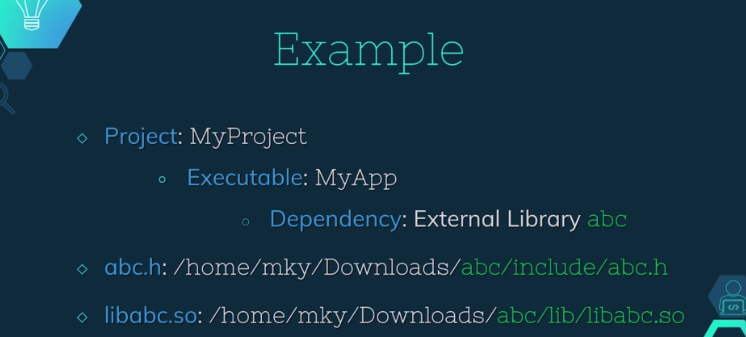 Example
Project: MyProject
Executable: MyApp
Dependency: External Library abc
abc.h: /home/mky/Downloads/abc/include/abc.h
libabc.so: /home/mky/Downloads/abc/lib/libabc.so